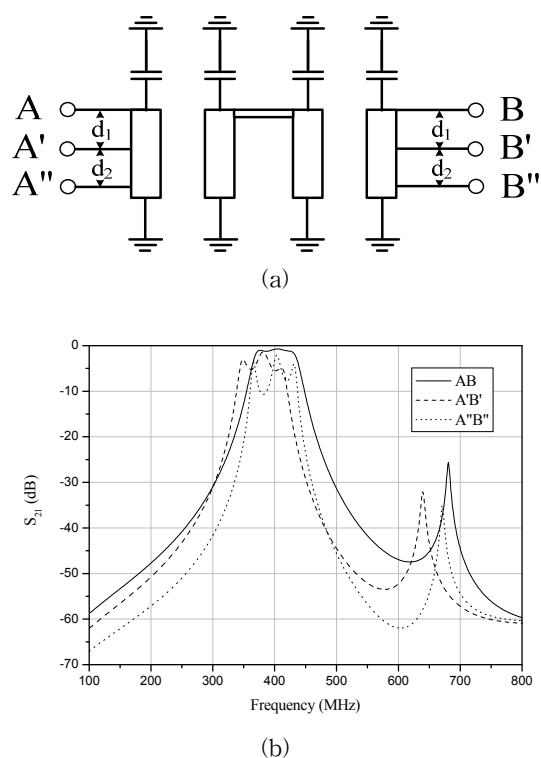 A
A'
A"
d1
d2
B
B'
B"
d1
d2
(a)
S21 (dB)
0
-10
-20
-30
-40
-50
-60
-70
AB
A'B'
A"B"
100 200 300 400 500 600 700 800
Frequency (MHz)
(b)